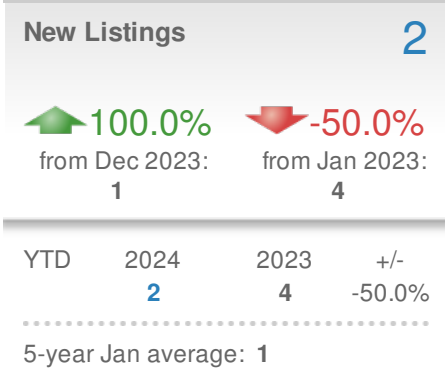 New Listings 2
100.0% -50.0%
from Dec 2023: from Jan 2023:
1 4
YTD 2024 2023 +/-
2 4 -50.0%
5-year Jan average: 1